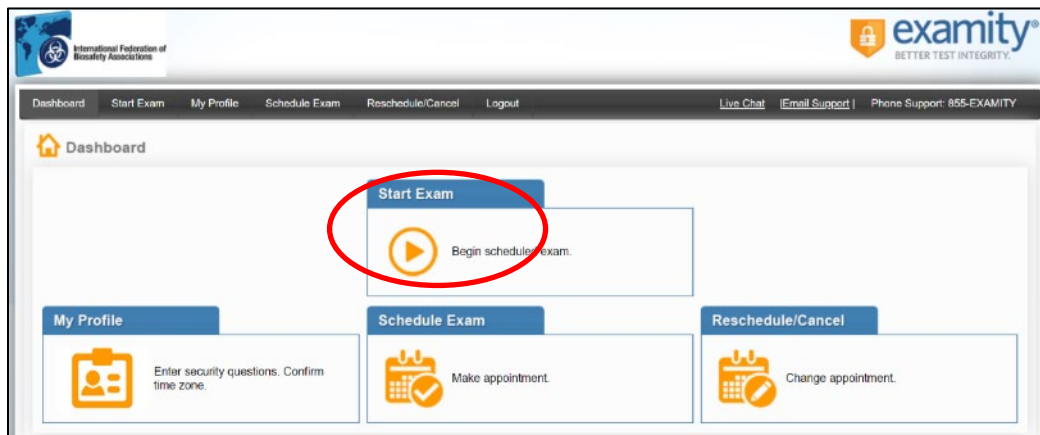 International Federation of
Biosafety Associations
examity®
BETTER TEST INTEGRITY.
Dashboard Start Exam My Profile Schedule Exam Reschedule/Cancel Logout Live Chat |Email Support | Phone Support: 855-EXAMITY
Dashboard
Start Exam
Begin scheduled exam.
My Profile
Enter security questions. Confirm
time zone.
Schedule Exam
Make appointment.
Reschedule/Cancel
Change appointment.